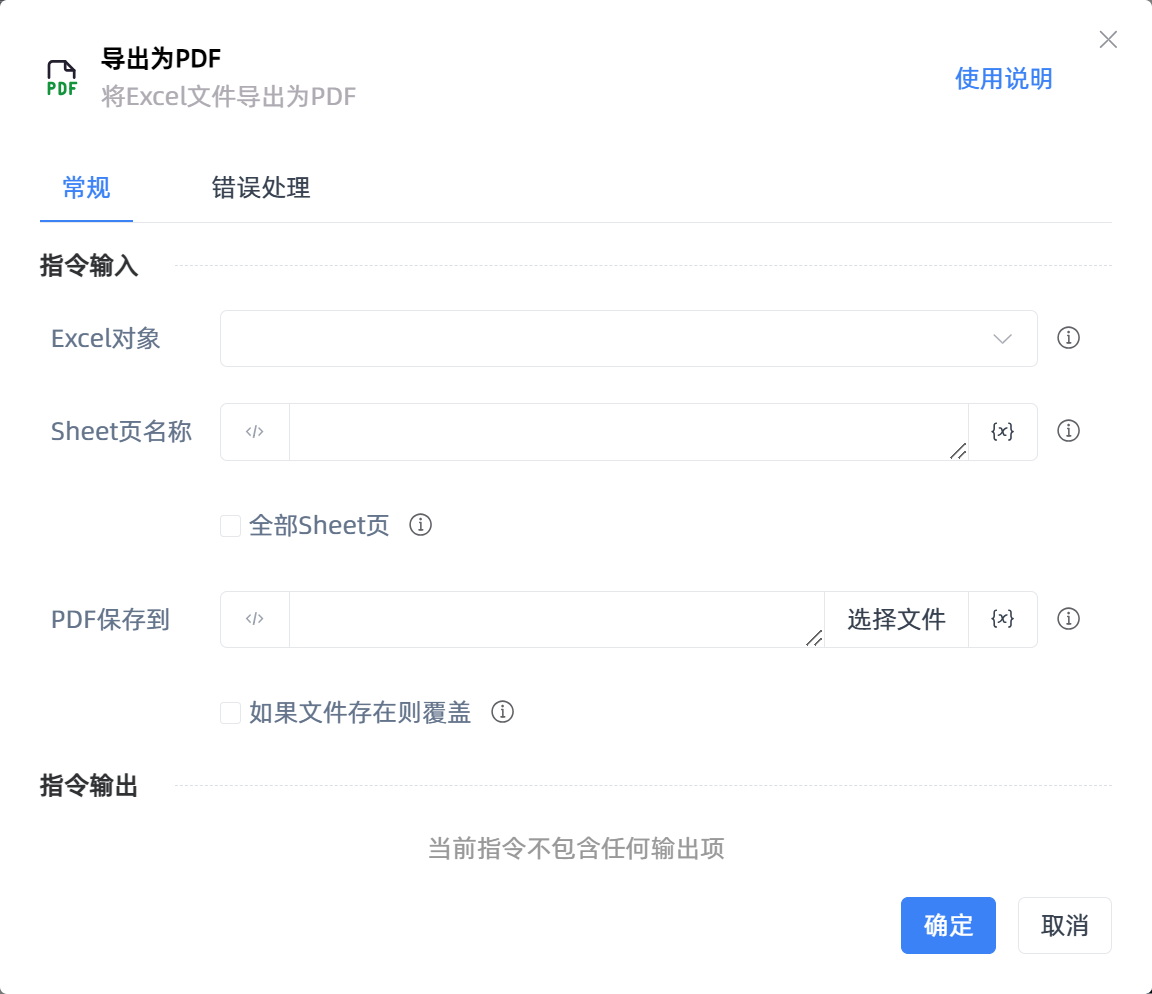 导出为PDF
PDF
将Excel文件导出为PDF
使用说明
常规
错误处理
指令输入
Excel对象
Sheet页名称
</>
{x}
全部Sheet页
PDF保存到
</>
选择文件
{x}
如果文件存在则覆盖
指令输出
当前指令不包含任何输出项
确定
取消